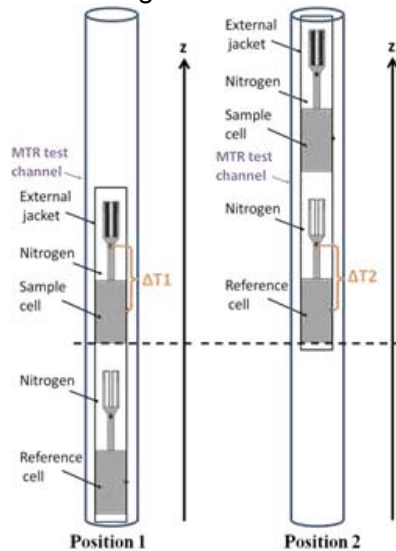 MTR test
channel
External
jacket
Nitrogen
Sample
cell
ΔT1
Nitrogen
Reference
cell
Position 1
z
External
jacket
Nitrogen
Sample
cell
MTR test
channel
Nitrogen
ΔT2
Reference
cell
Position 2
z